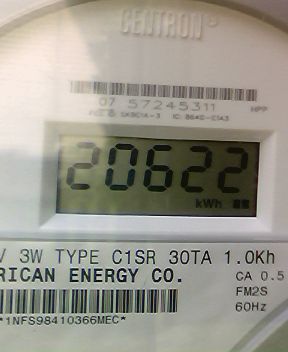 CENTRON®
07 57245311 HPP
20622
kWh
V 3W TYPE C1SR 30TA 1.0Kh
RICAN ENERGY CO. CA 0.5
FM2S
*1NFS98410366MEC* 60Hz